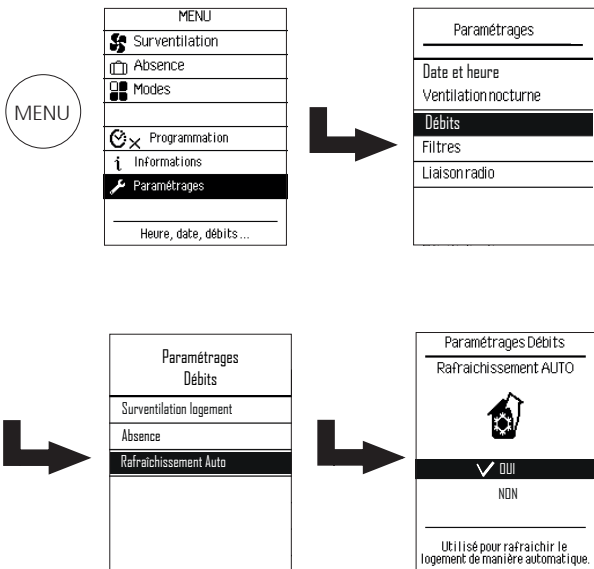 MENU
MENU
Surventilation
Absence
Modes
Programmation
i Informations
Paramétrages
Heure, date, débits ...
Paramétrages
Date et heure
Ventilation nocturne
Débits
Filtres
Liaison radio
Paramétrages
Débits
Surventilation logement
Absence
Rafraîchissement Auto
Paramétrages Débits
Rafraichissement AUTO
OUI
NON
Utilisé pour rafraichir le
logement de manière automatique.